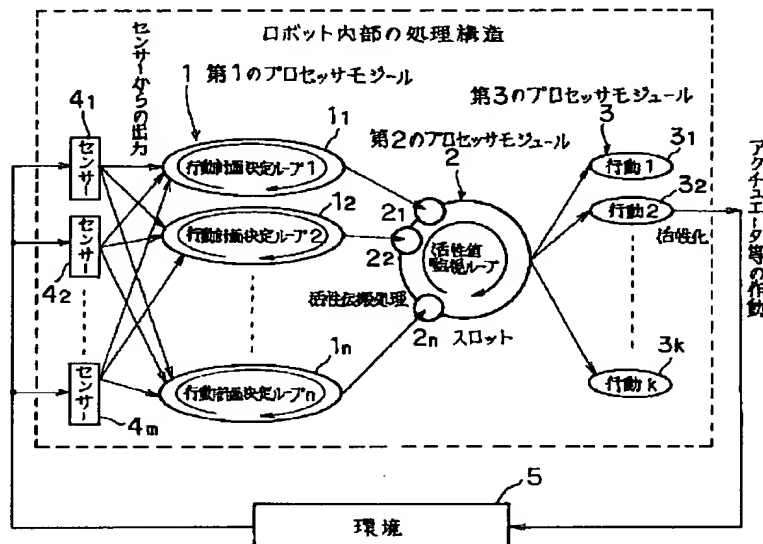 ロボット内部の処理構造
センサーからの出力
1 第1のプロセッサモジール
第3のプロセッサモジュール
3
41
センサー
11
行動計画決定ループ1
第2のプロセッサモジュール
2
行動1
31
アクチュエータ等の作動
12
行動計画決定ループ2
21
22
活性値
監視ループ
行動2
32
活性化
センサー
42
活性伝搬処理
2n
スロット
1n
行動計画決定ループn
センサー
4m
3k
行動k
5
環境